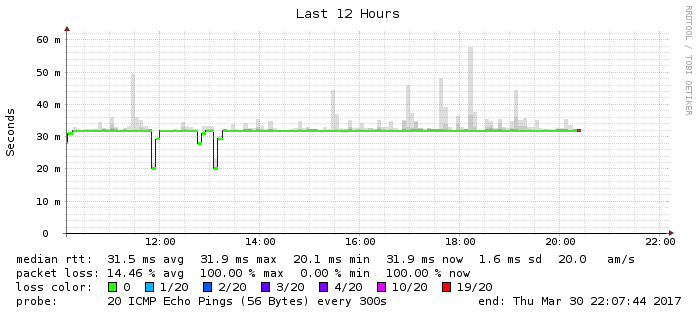 Last 12 Hours
RRDTOOL / TOBI OETIKER
Seconds
60 m
50 m
40 m
30 m
20 m
10 m
0
12:00 14:00 16:00 18:00 20:00 22:00
median rtt: 31.5 ms avg 31.9 ms max 20.1 ms min 31.9 ms now 1.6 ms sd 20.0 am/s
packet loss: 14.46 % avg 100.00 % max 0.00 % min 100.00 % now
loss color: 0 1/20 2/20 3/20 4/20 10/20 19/20
probe: 20 ICMP Echo Pings (56 Bytes) every 300s end: Thu Mar 30 22:07:44 2017